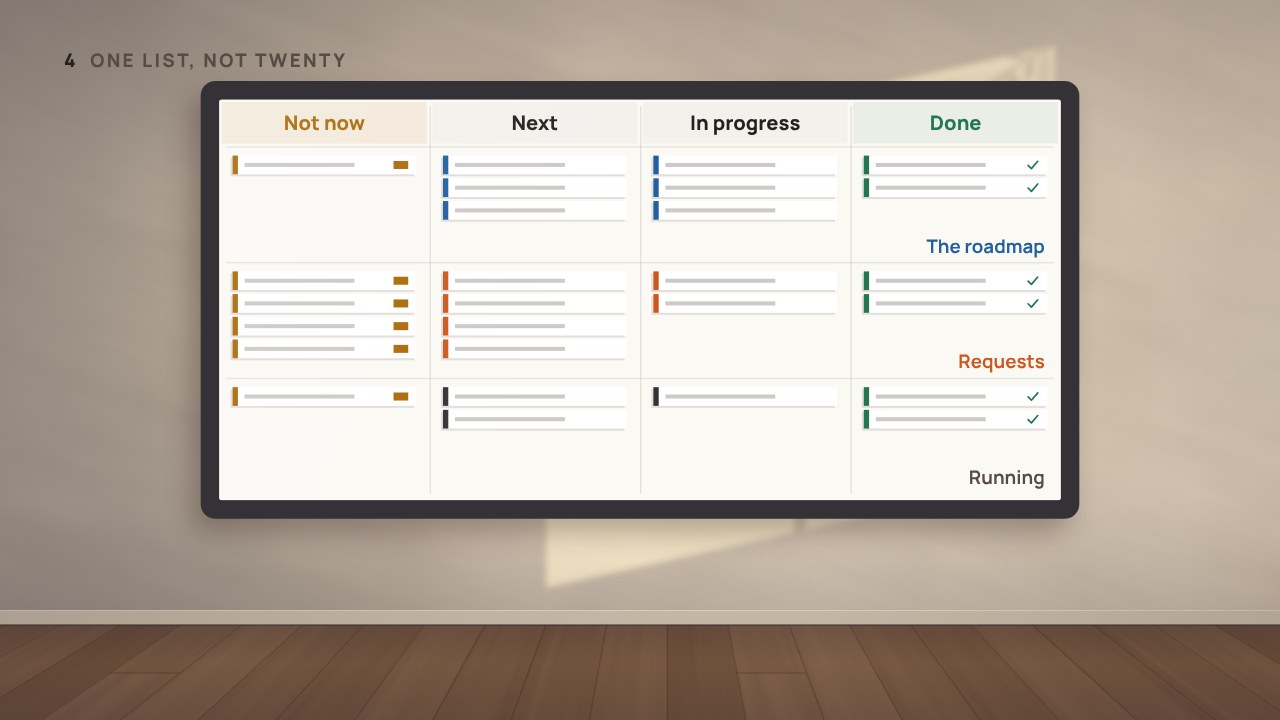 4 ONE LIST, NOT TWENTY
Not now
Next
In progress
Done
The roadmap
Requests
Running